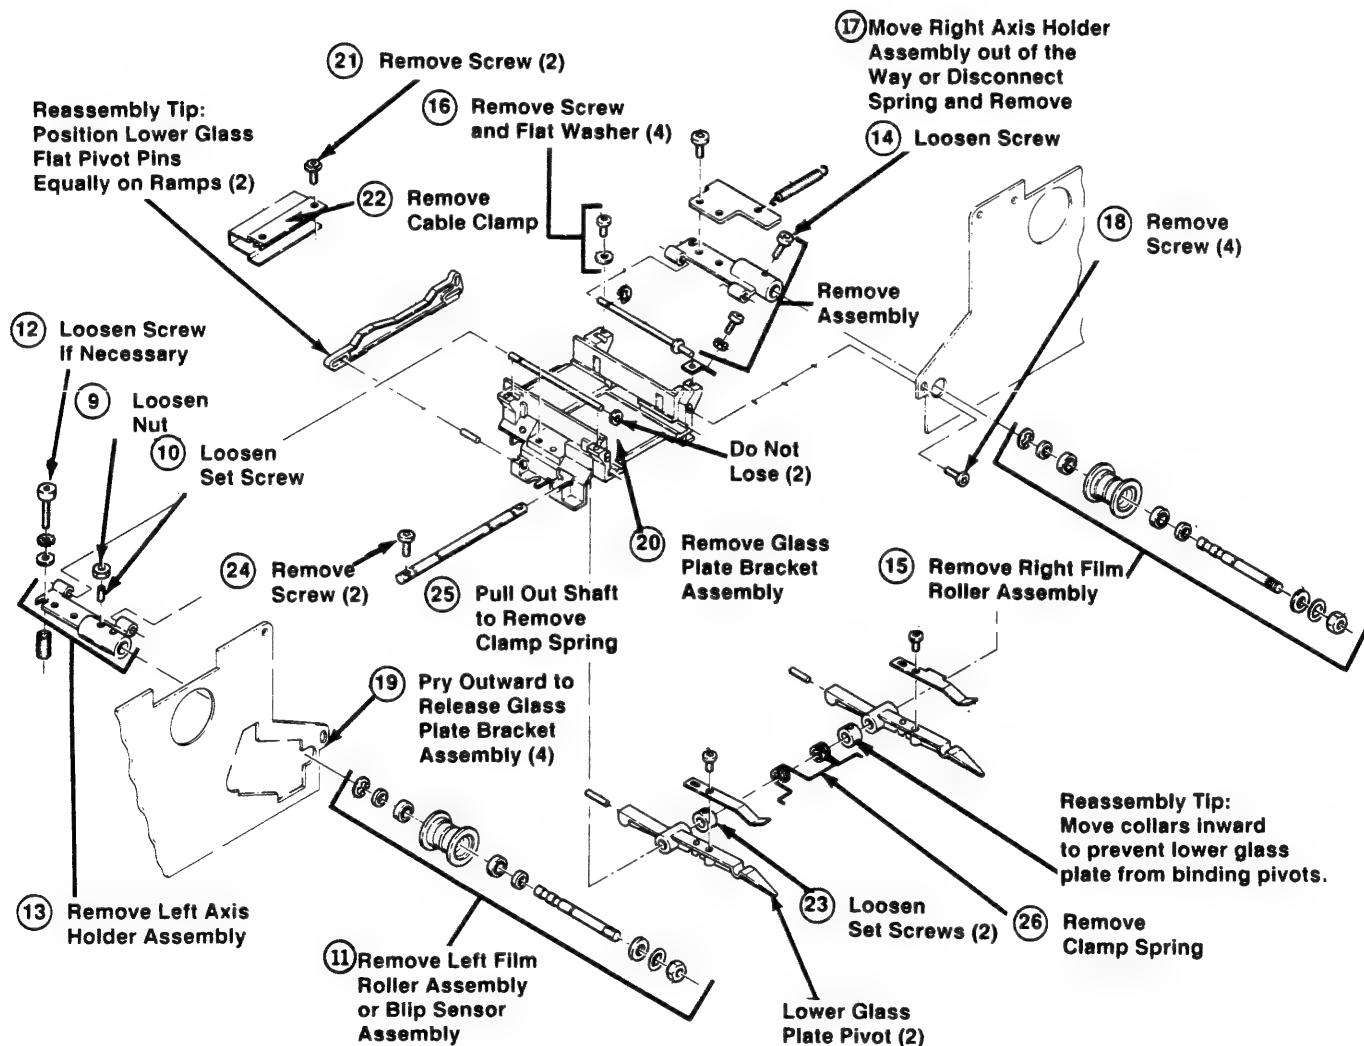 17 Move Right Axis Holder
Assembly out of the
Way or Disconnect
Spring and Remove
21 Remove Screw (2)
16 Remove Screw
and Flat Washer (4)
14 Loosen Screw
Reassembly Tip:
Position Lower Glass
Flat Pivot Pins
Equally on Ramps (2)
22 Remove
Cable Clamp
18 Remove
Screw (4)
Remove
Assembly
12 Loosen Screw
If Necessary
9 Loosen
Nut
10 Loosen
Set Screw
Do Not
Lose (2)
20 Remove Glass
Plate Bracket
Assembly
15 Remove Right Film
Roller Assembly
24 Remove
Screw (2)
25 Pull Out Shaft
to Remove
Clamp Spring
19 Pry Outward to
Release Glass
Plate Bracket
Assembly (4)
Reassembly Tip:
Move collars inward
to prevent lower glass
plate from binding pivots.
13 Remove Left Axis
Holder Assembly
23 Loosen
Set Screws (2)
26 Remove
Clamp Spring
11 Remove Left Film
Roller Assembly
or Blip Sensor
Assembly
Lower Glass
Plate Pivot (2)